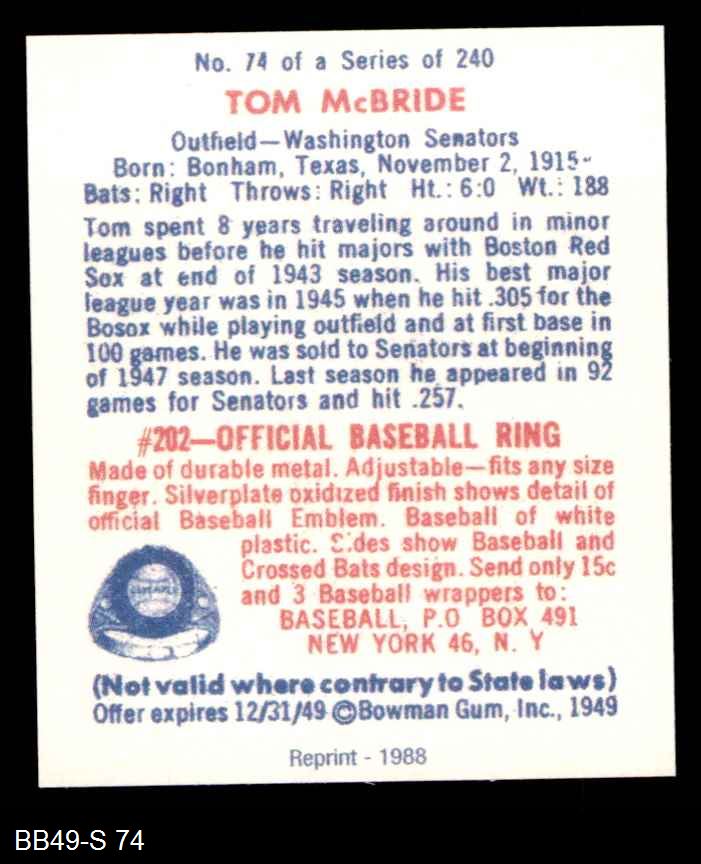 No. 74 of a Series of 240
TOM McBRIDE
Outfield—Washington Senators
Born: Bonham, Texas, November 2, 1915-
Bats: Right Throws: Right Ht.: 6:0 Wt.: 188
Tom spent 8 years traveling around in minor
leagues before he hit majors with Boston Red
Sox at end of 1943 season. His best major
league year was in 1945 when he hit .305 for the
Bosox while playing outfield and at first base in
100 games. He was sold to Senators at beginning
of 1947 season. Last season he appeared in 92
games for Senators and hit .257.
#202—OFFICIAL BASEBALL RING
Made of durable metal. Adjustable—fits any size
finger. Silverplate oxidized finish shows detail of
official Baseball Emblem. Baseball of white
plastic. Sides show Baseball and
Crossed Bats design. Send only 15c
and 3 Baseball wrappers to:
BASEBALL, P.O BOX 491
NEW YORK 46, N. Y
(Not valid where contrary to State laws)
Offer expires 12/31/49 ©Bowman Gum, Inc., 1949
Reprint - 1988
BB49-S 74